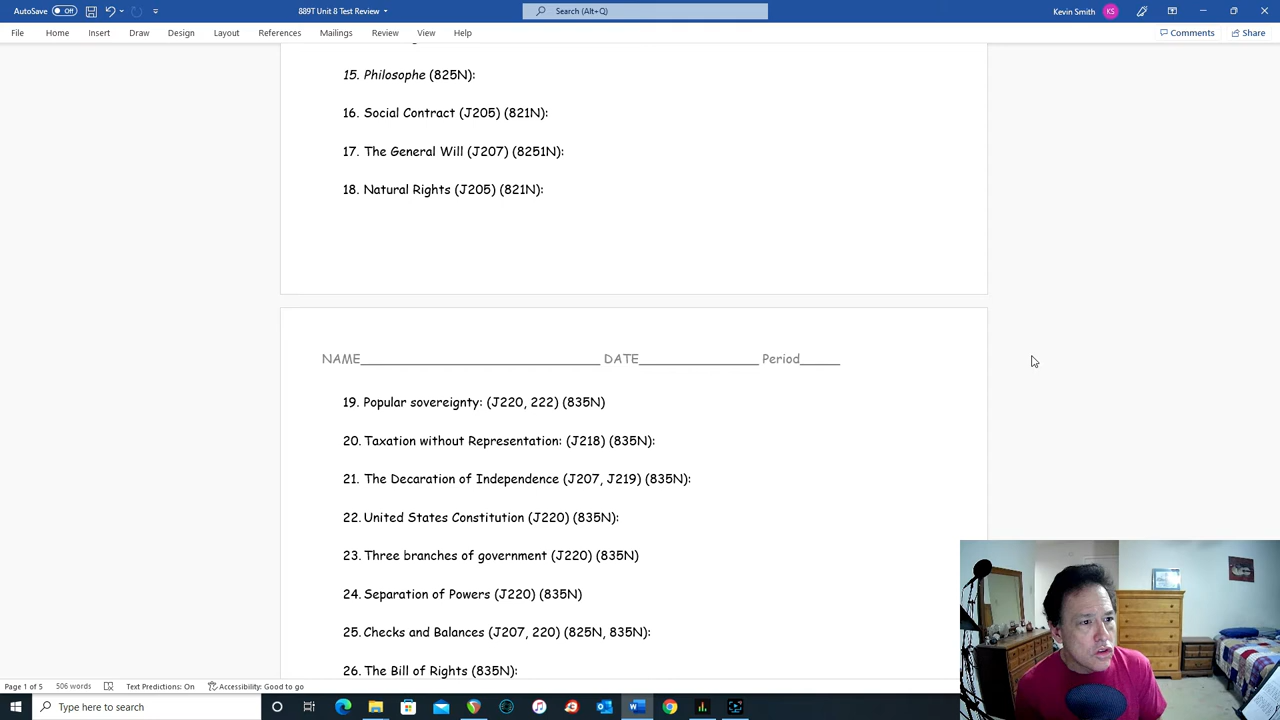 AutoSave Off 889T Unit 8 Test Review Search (Alt+Q) Kevin Smith KS
File Home Insert Draw Design Layout References Mailings Review View Help Comments Share
15. Philosophe (825N):
16. Social Contract (J205) (821N):
17. The General Will (J207) (8251N):
18. Natural Rights (J205) (821N):
NAME______________________________ DATE_______________ Period_____
19. Popular sovereignty: (J220, 222) (835N)
20. Taxation without Representation: (J218) (835N):
21. The Decaration of Independence (J207, J219) (835N):
22. United States Constitution (J220) (835N):
23. Three branches of government (J220) (835N)
24. Separation of Powers (J220) (835N)
25. Checks and Balances (J207, 220) (825N, 835N):
26. The Bill of Rights (835N):
Page 1 of 5 506 words Text Predictions: On Accessibility: Good to go
Type here to search